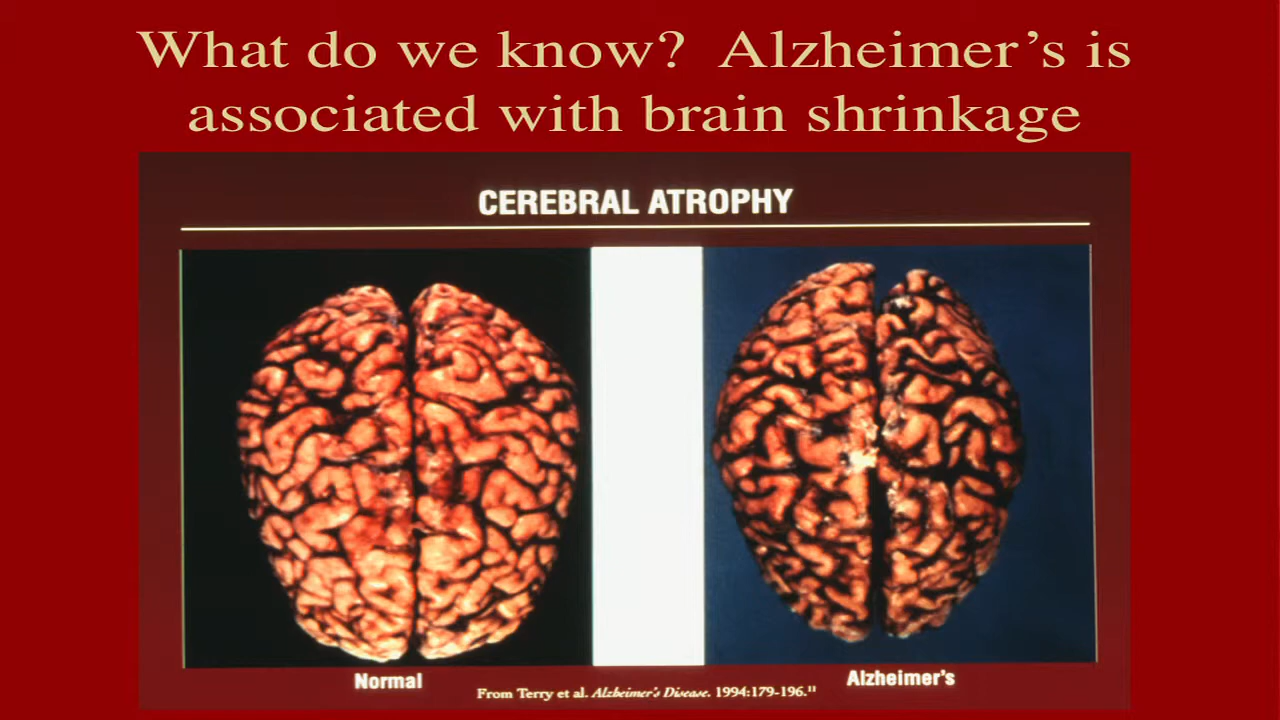 What do we know?  Alzheimer’s is
associated with brain shrinkage
CEREBRAL ATROPHY
Normal
Alzheimer’s
From Terry et al. Alzheimer’s Disease. 1994:179-196.¹¹